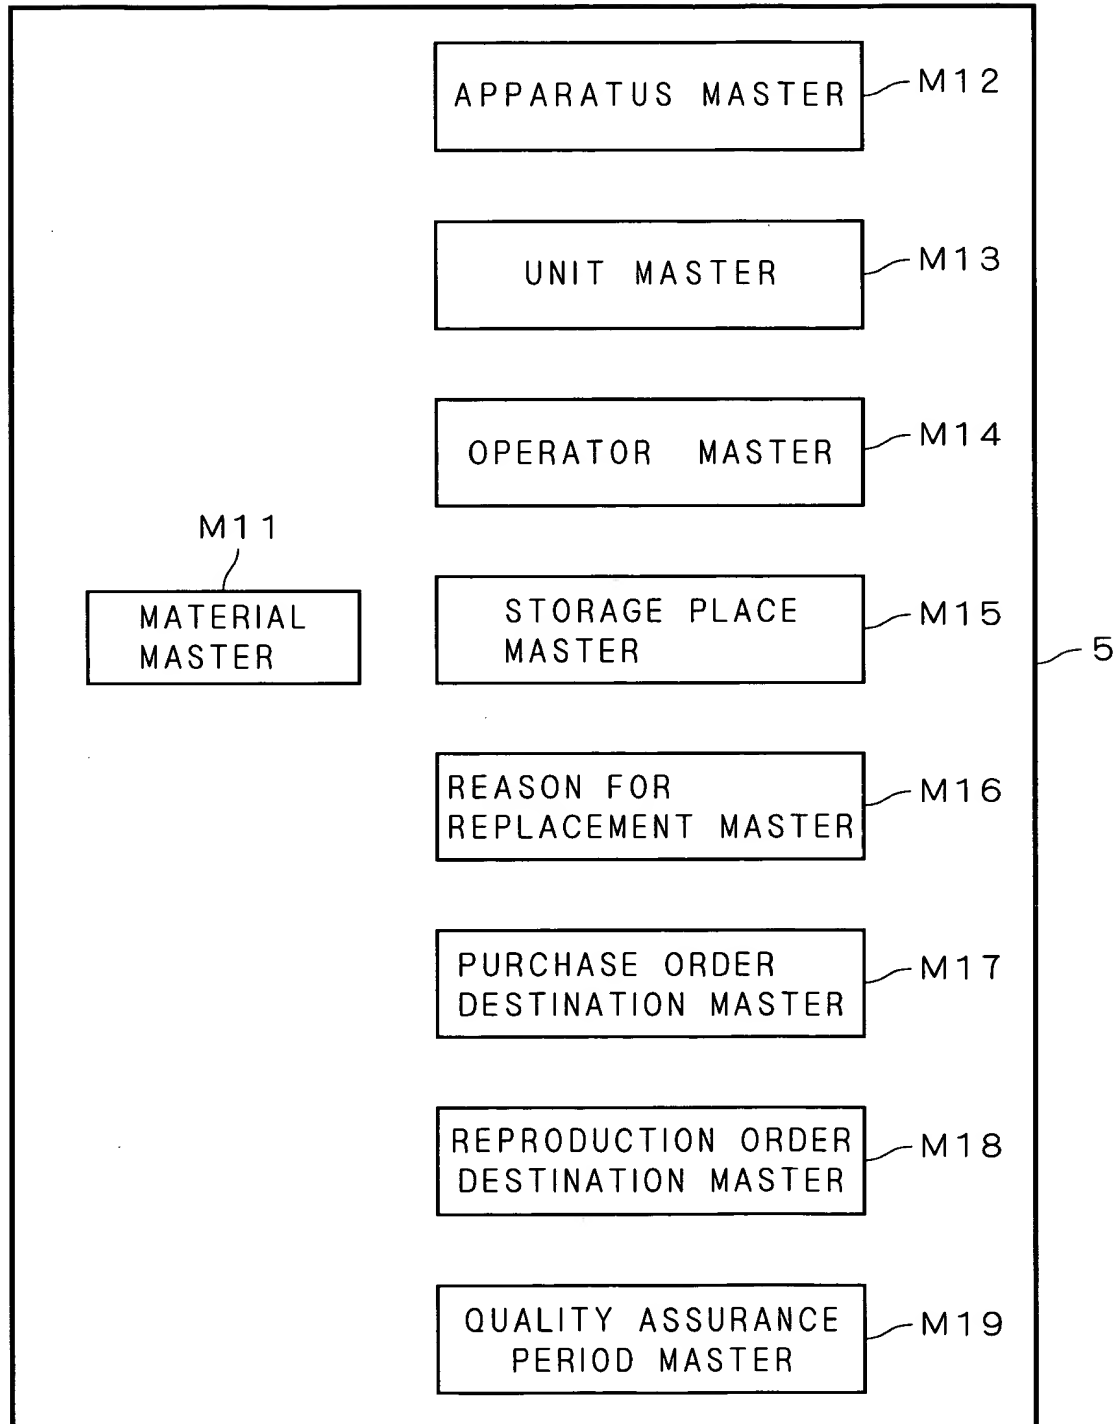 APPARATUS MASTER
M12
UNIT MASTER
M13
OPERATOR MASTER
M14
M11
MATERIAL
MASTER
STORAGE PLACE
MASTER
M15
5
REASON FOR
REPLACEMENT MASTER
M16
PURCHASE ORDER
DESTINATION MASTER
M17
REPRODUCTION ORDER
DESTINATION MASTER
M18
QUALITY ASSURANCE
PERIOD MASTER
M19